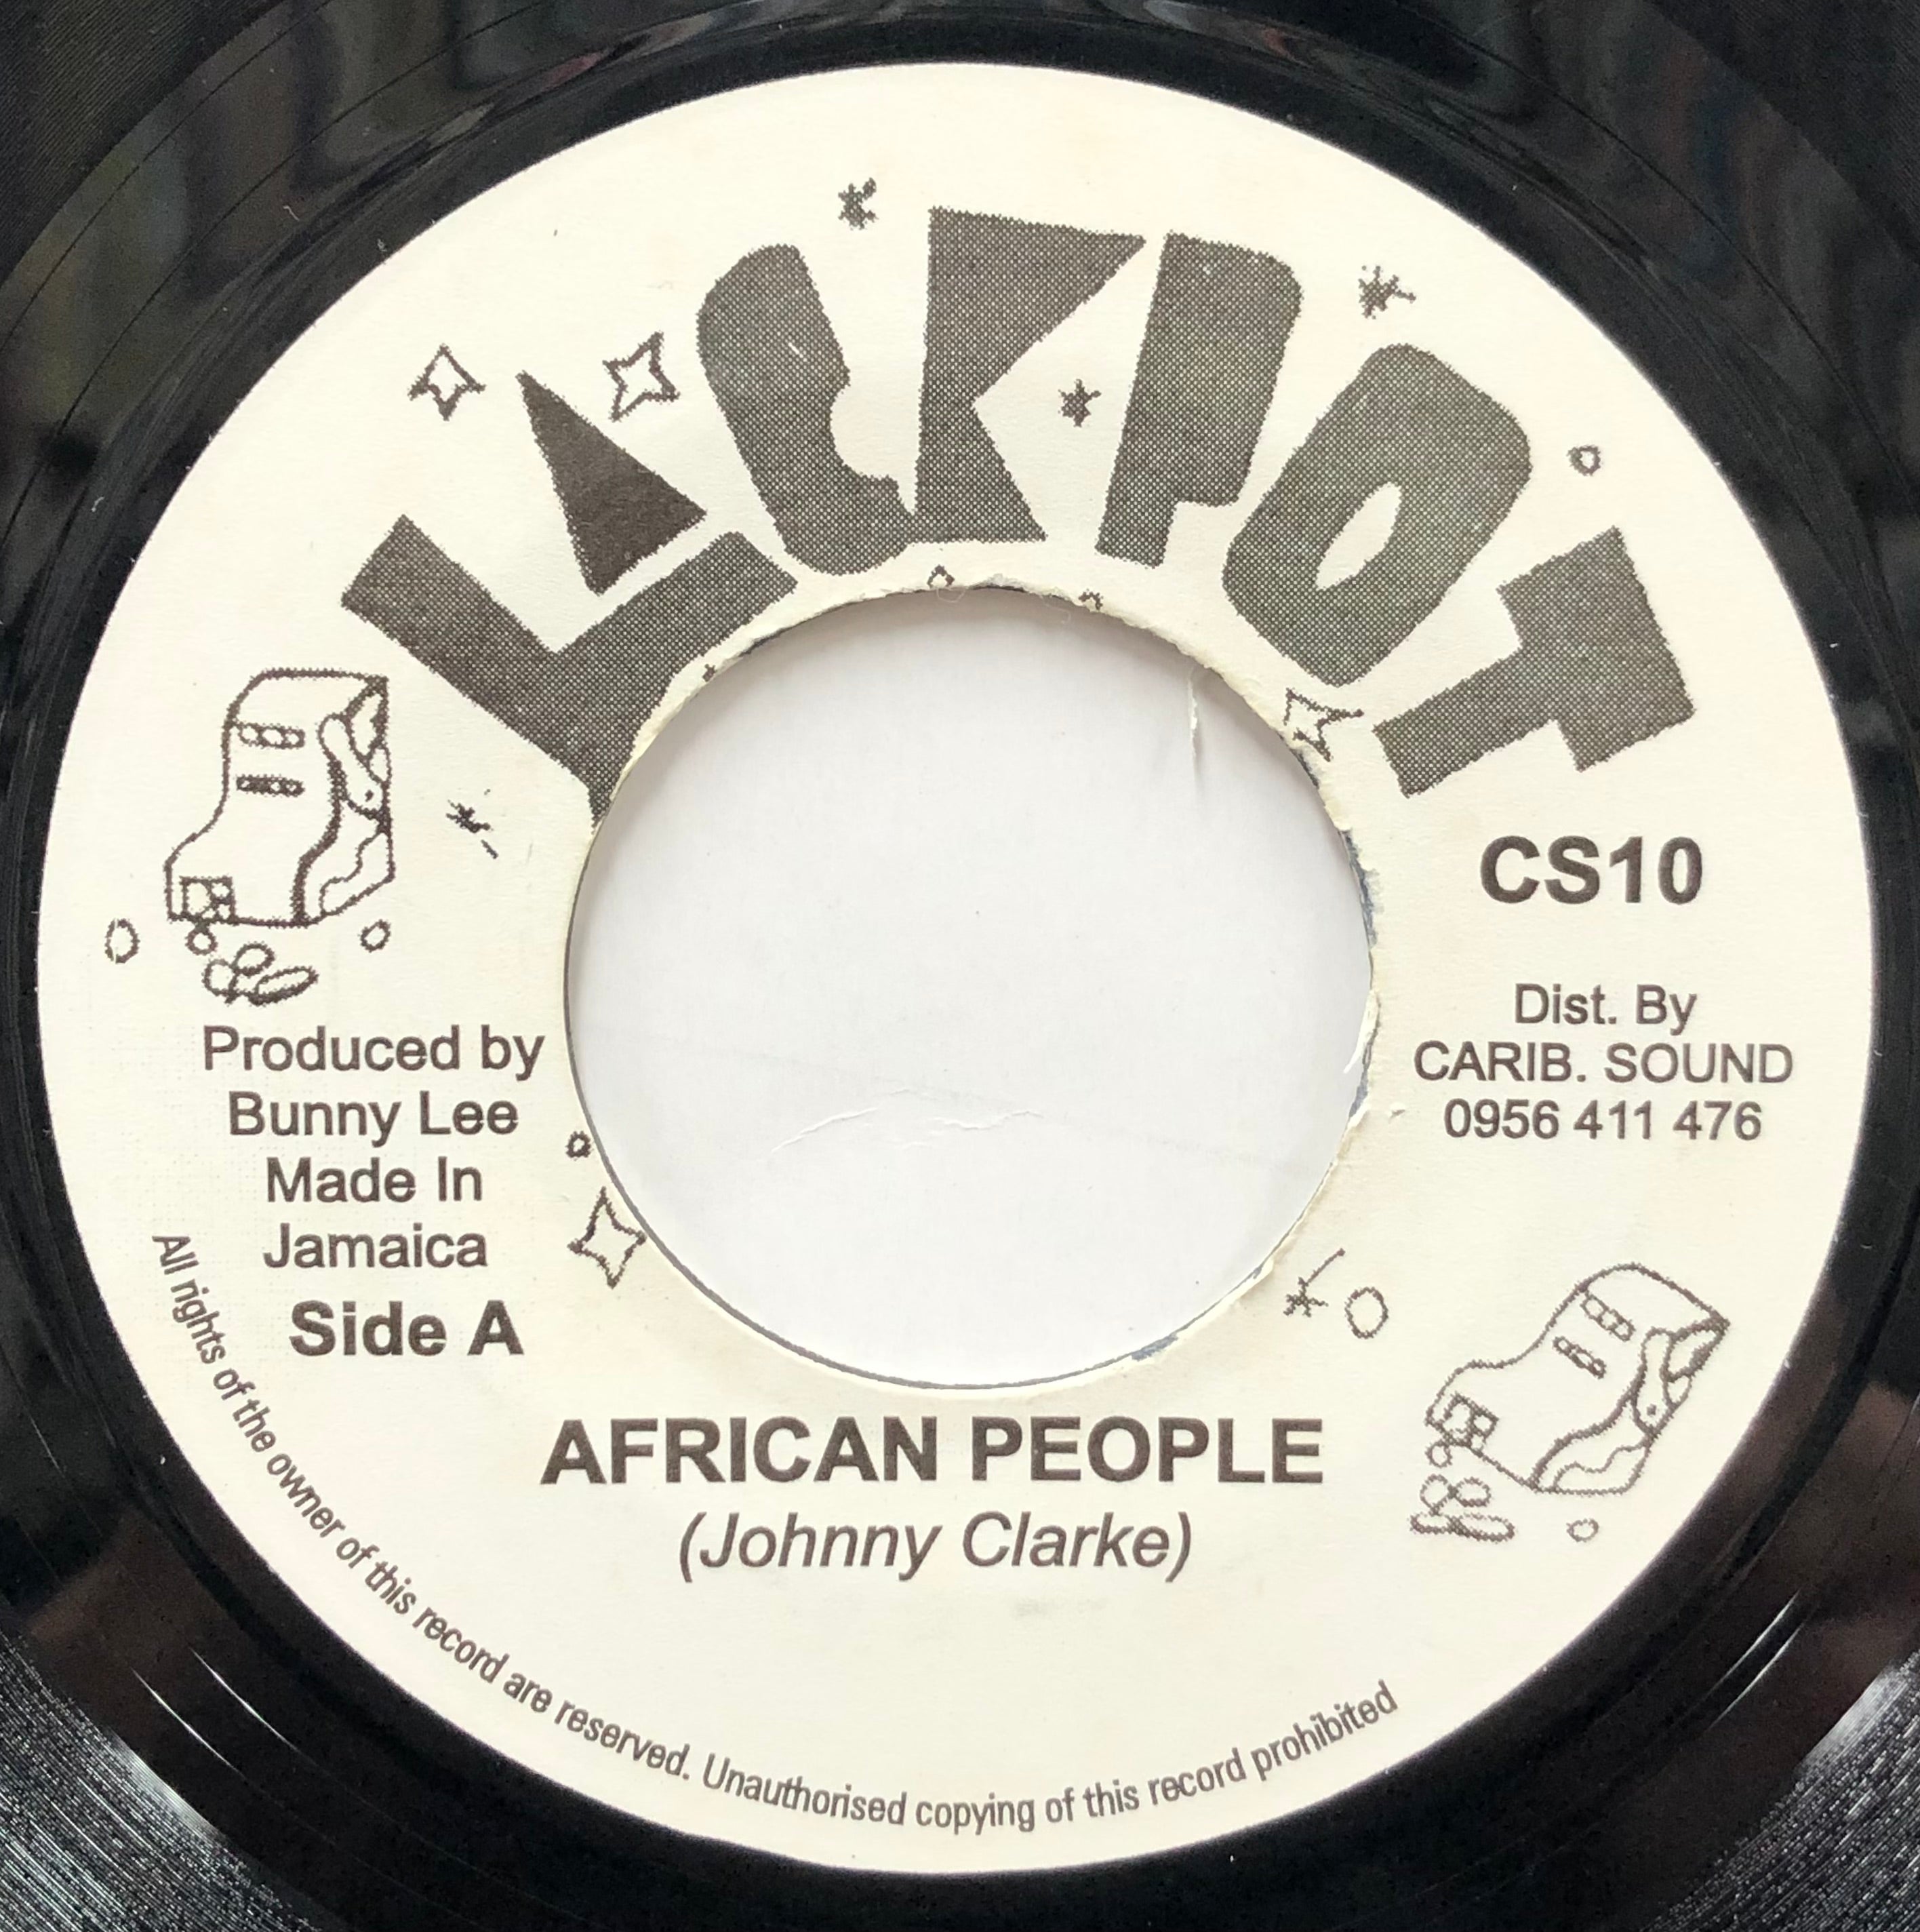 JACKPOT
CS10
Dist. By
CARIB. SOUND
0956 411 476
Produced by
Bunny Lee
Made In
Jamaica
Side A
AFRICAN PEOPLE
(Johnny Clarke)
All rights of the owner of this record are reserved. Unauthorised copying of this record prohibited